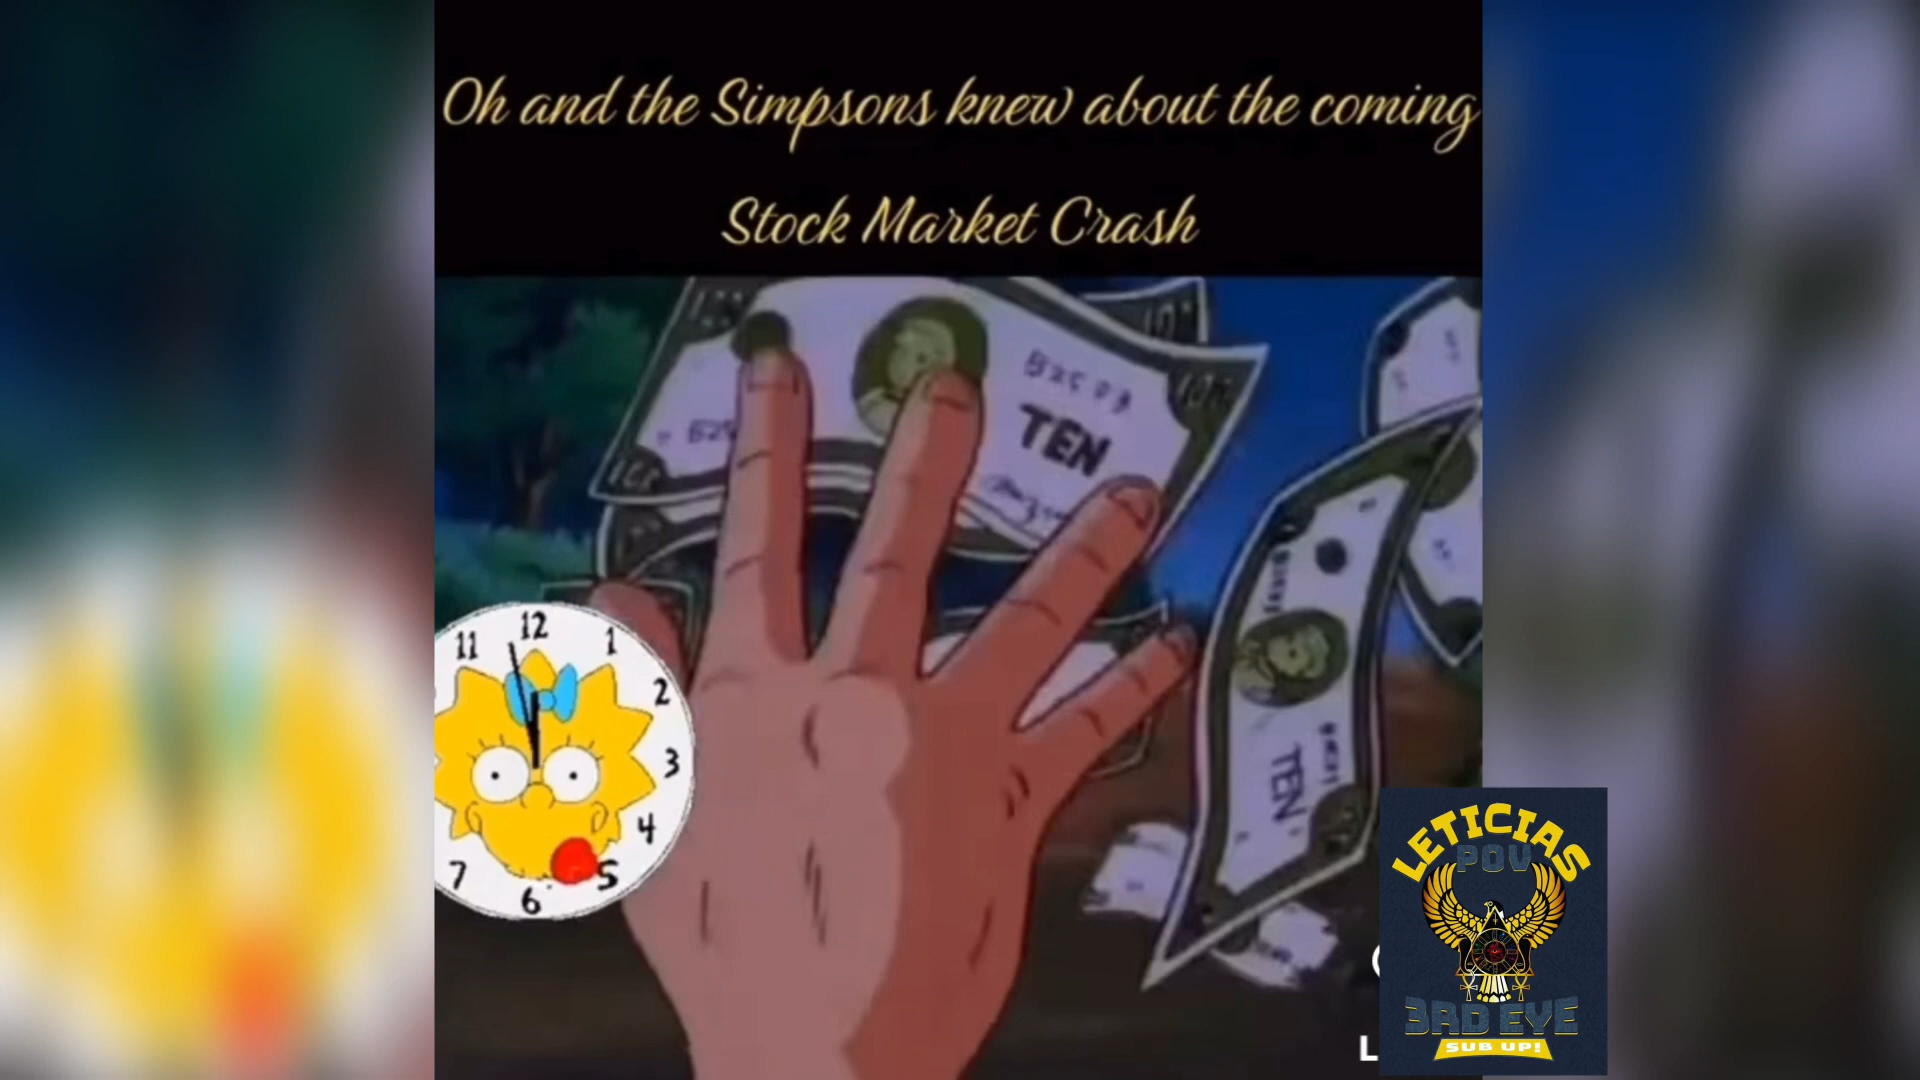 Oh and the Simpsons knew about the coming
Stock Market Crash
TEN
TEN
11
12
1
2
3
4
5
6
7
LETICIAS
POV
3RD EYE
SUB UP!
L